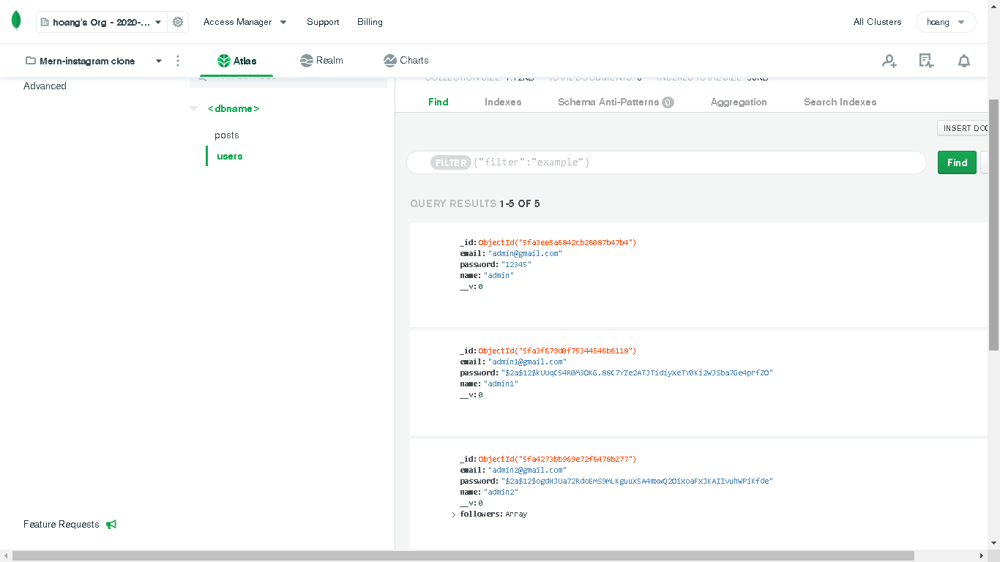 hoang's Org - 2020-...
Access Manager
Support
Billing
All Clusters
hoang
Mern-instagram clone
Atlas
Realm
Charts
Advanced
<dbname>
posts
users
Feature Requests
COLLECTION SIZE: 1.12KB TOTAL DOCUMENTS: 5 INDEXES TOTAL SIZE: 36KB
Find
Indexes
Schema Anti-Patterns 0
Aggregation
Search Indexes
INSERT DOC
FILTER {"filter":"example"}
Find
QUERY RESULTS 1-5 OF 5
_id:ObjectId("5fa3ee5a6842cb26087b47b4")
email:"admin@gmail.com"
password:"12345"
name:"admin"
__v:0
_id:ObjectId("5fa3f679d0f75344546b6118")
email:"admin1@gmail.com"
password:"$2a$12$kUUqC54R0M3OKG.88C7YZe2ATJTidiyXeTY0Ki2WJSba7Ge4prfZO"
name:"admin1"
__v:0
_id:ObjectId("5fa4273bb969e72f6478b277")
email:"admin2@gmail.com"
password:"$2a$12$ogdHJUa72RdoEMS9MLKguuX5A4mxwQ2OixoaFxJKAIIvuhWPiKfde"
name:"admin2"
__v:0
followers:Array